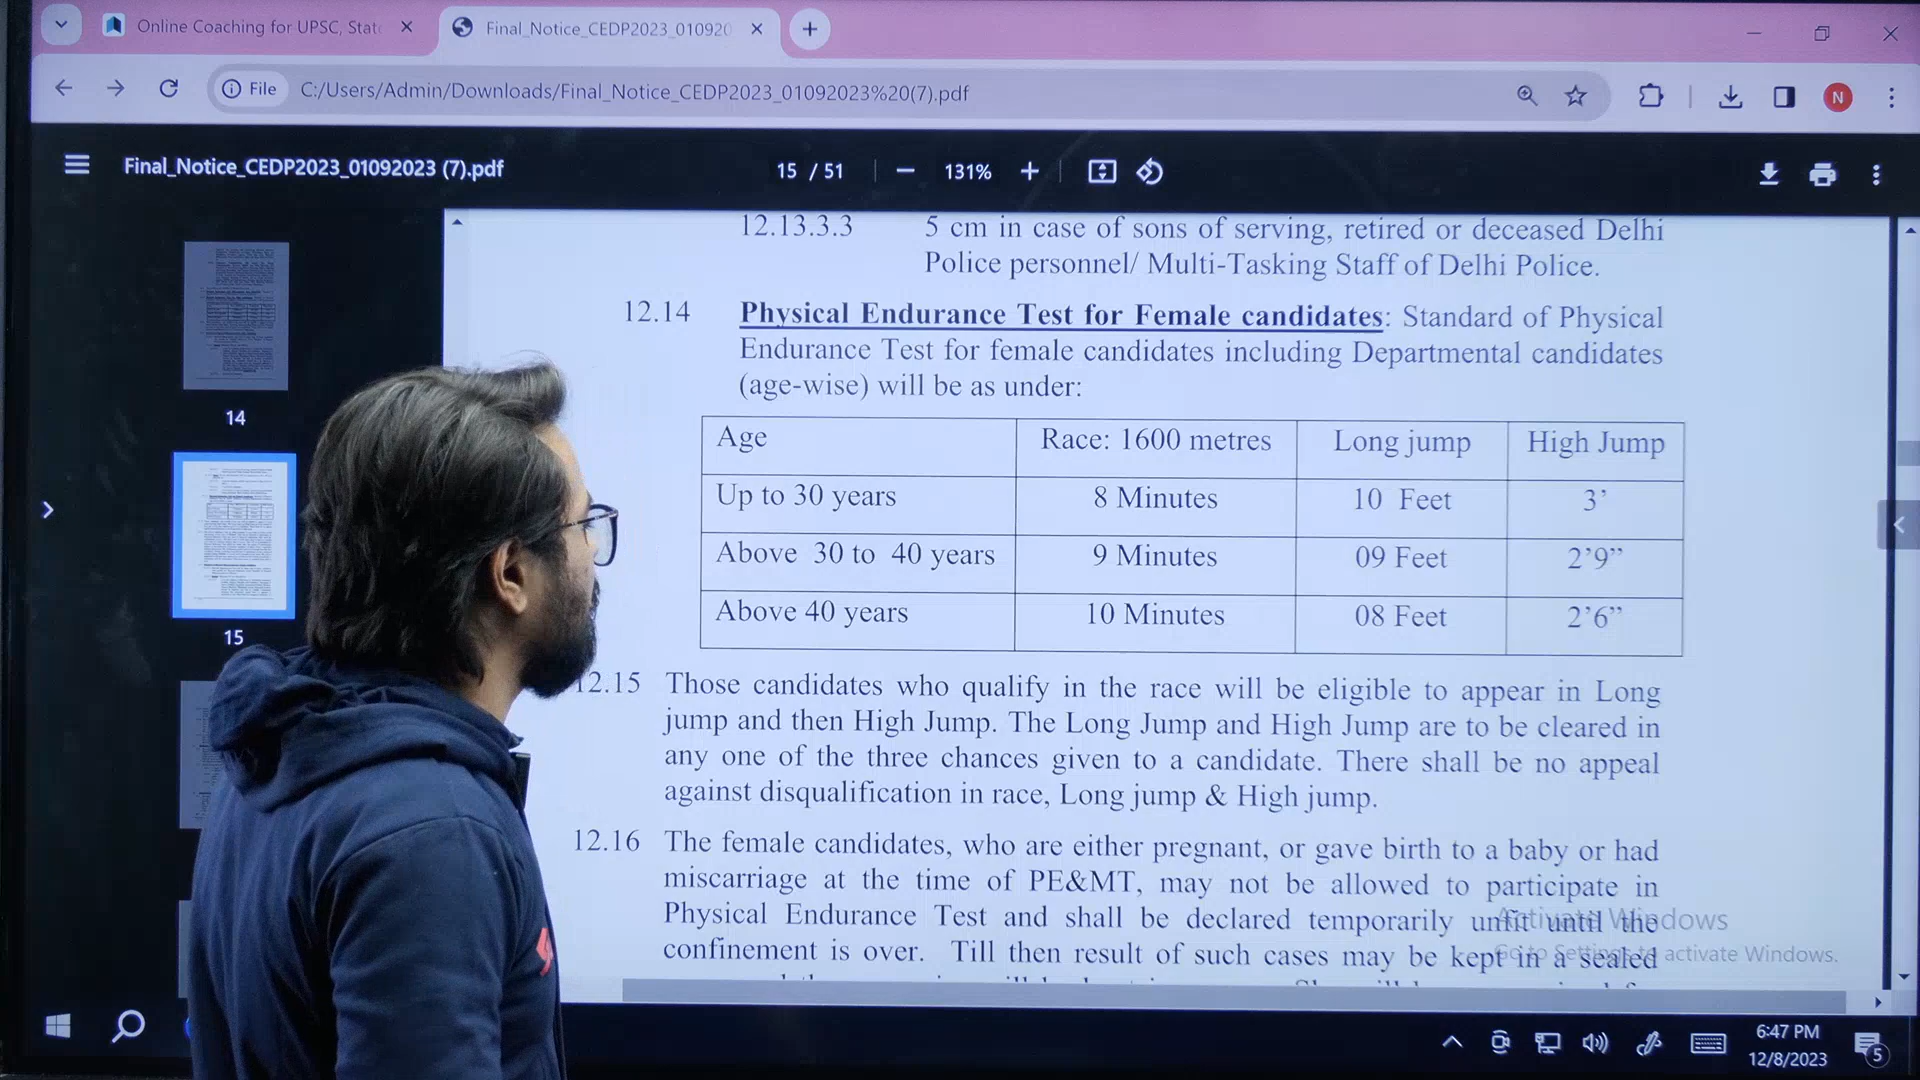 Online Coaching for UPSC, State
Final_Notice_CEDP2023_010920
File C:/Users/Admin/Downloads/Final_Notice_CEDP2023_01092023%20(7).pdf
N
Final_Notice_CEDP2023_01092023 (7).pdf 15 / 51 131%
12.13.3.3 5 cm in case of sons of serving, retired or deceased Delhi
Police personnel/ Multi-Tasking Staff of Delhi Police.
12.14 Physical Endurance Test for Female candidates: Standard of Physical
Endurance Test for female candidates including Departmental candidates
(age-wise) will be as under:
Age Race: 1600 metres Long jump High Jump
Up to 30 years 8 Minutes 10 Feet 3’
Above 30 to 40 years 9 Minutes 09 Feet 2’9”
Above 40 years 10 Minutes 08 Feet 2’6”
14
15
12.15 Those candidates who qualify in the race will be eligible to appear in Long
jump and then High Jump. The Long Jump and High Jump are to be cleared in
any one of the three chances given to a candidate. There shall be no appeal
against disqualification in race, Long jump & High jump.
12.16 The female candidates, who are either pregnant, or gave birth to a baby or had
miscarriage at the time of PE&MT, may not be allowed to participate in
Physical Endurance Test and shall be declared temporarily unfit until the
confinement is over. Till then result of such cases may be kept in a sealed
Activate Windows
Go to Settings to activate Windows.
6:47 PM
12/8/2023
5